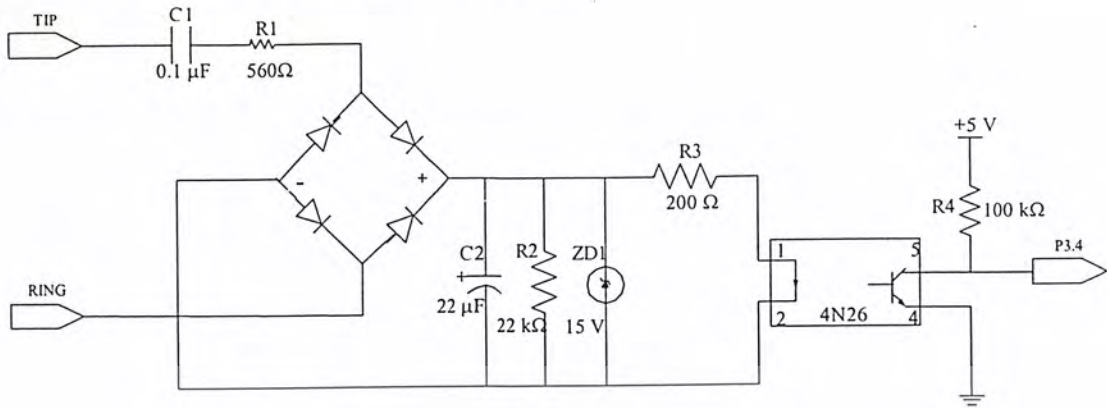 TIP
C1
0.1 µF
R1
560Ω
-
+
RING
C2
+
22 µF
R2
22 kΩ
ZD1
15 V
R3
200 Ω
1
2
5
4
4N26
+5 V
R4
100 kΩ
P3.4